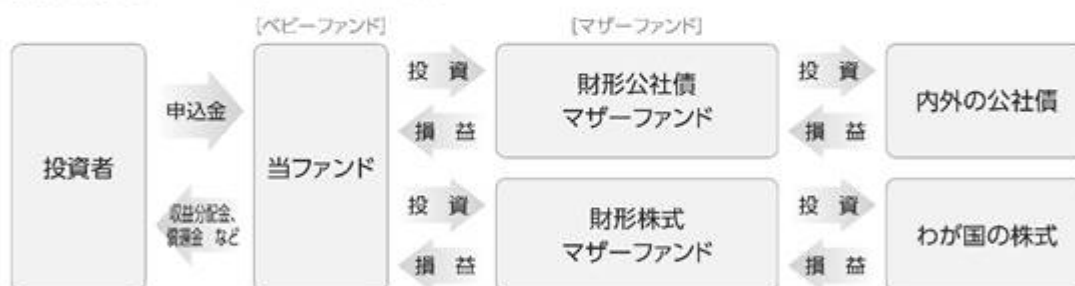 [ベビーファンド]
[マザーファンド]
投資者
申込金
収益分配金、
償還金 など
当ファンド
投 資
損 益
財形公社債
マザーファンド
投 資
損 益
内外の公社債
投 資
損 益
財形株式
マザーファンド
投 資
損 益
わが国の株式